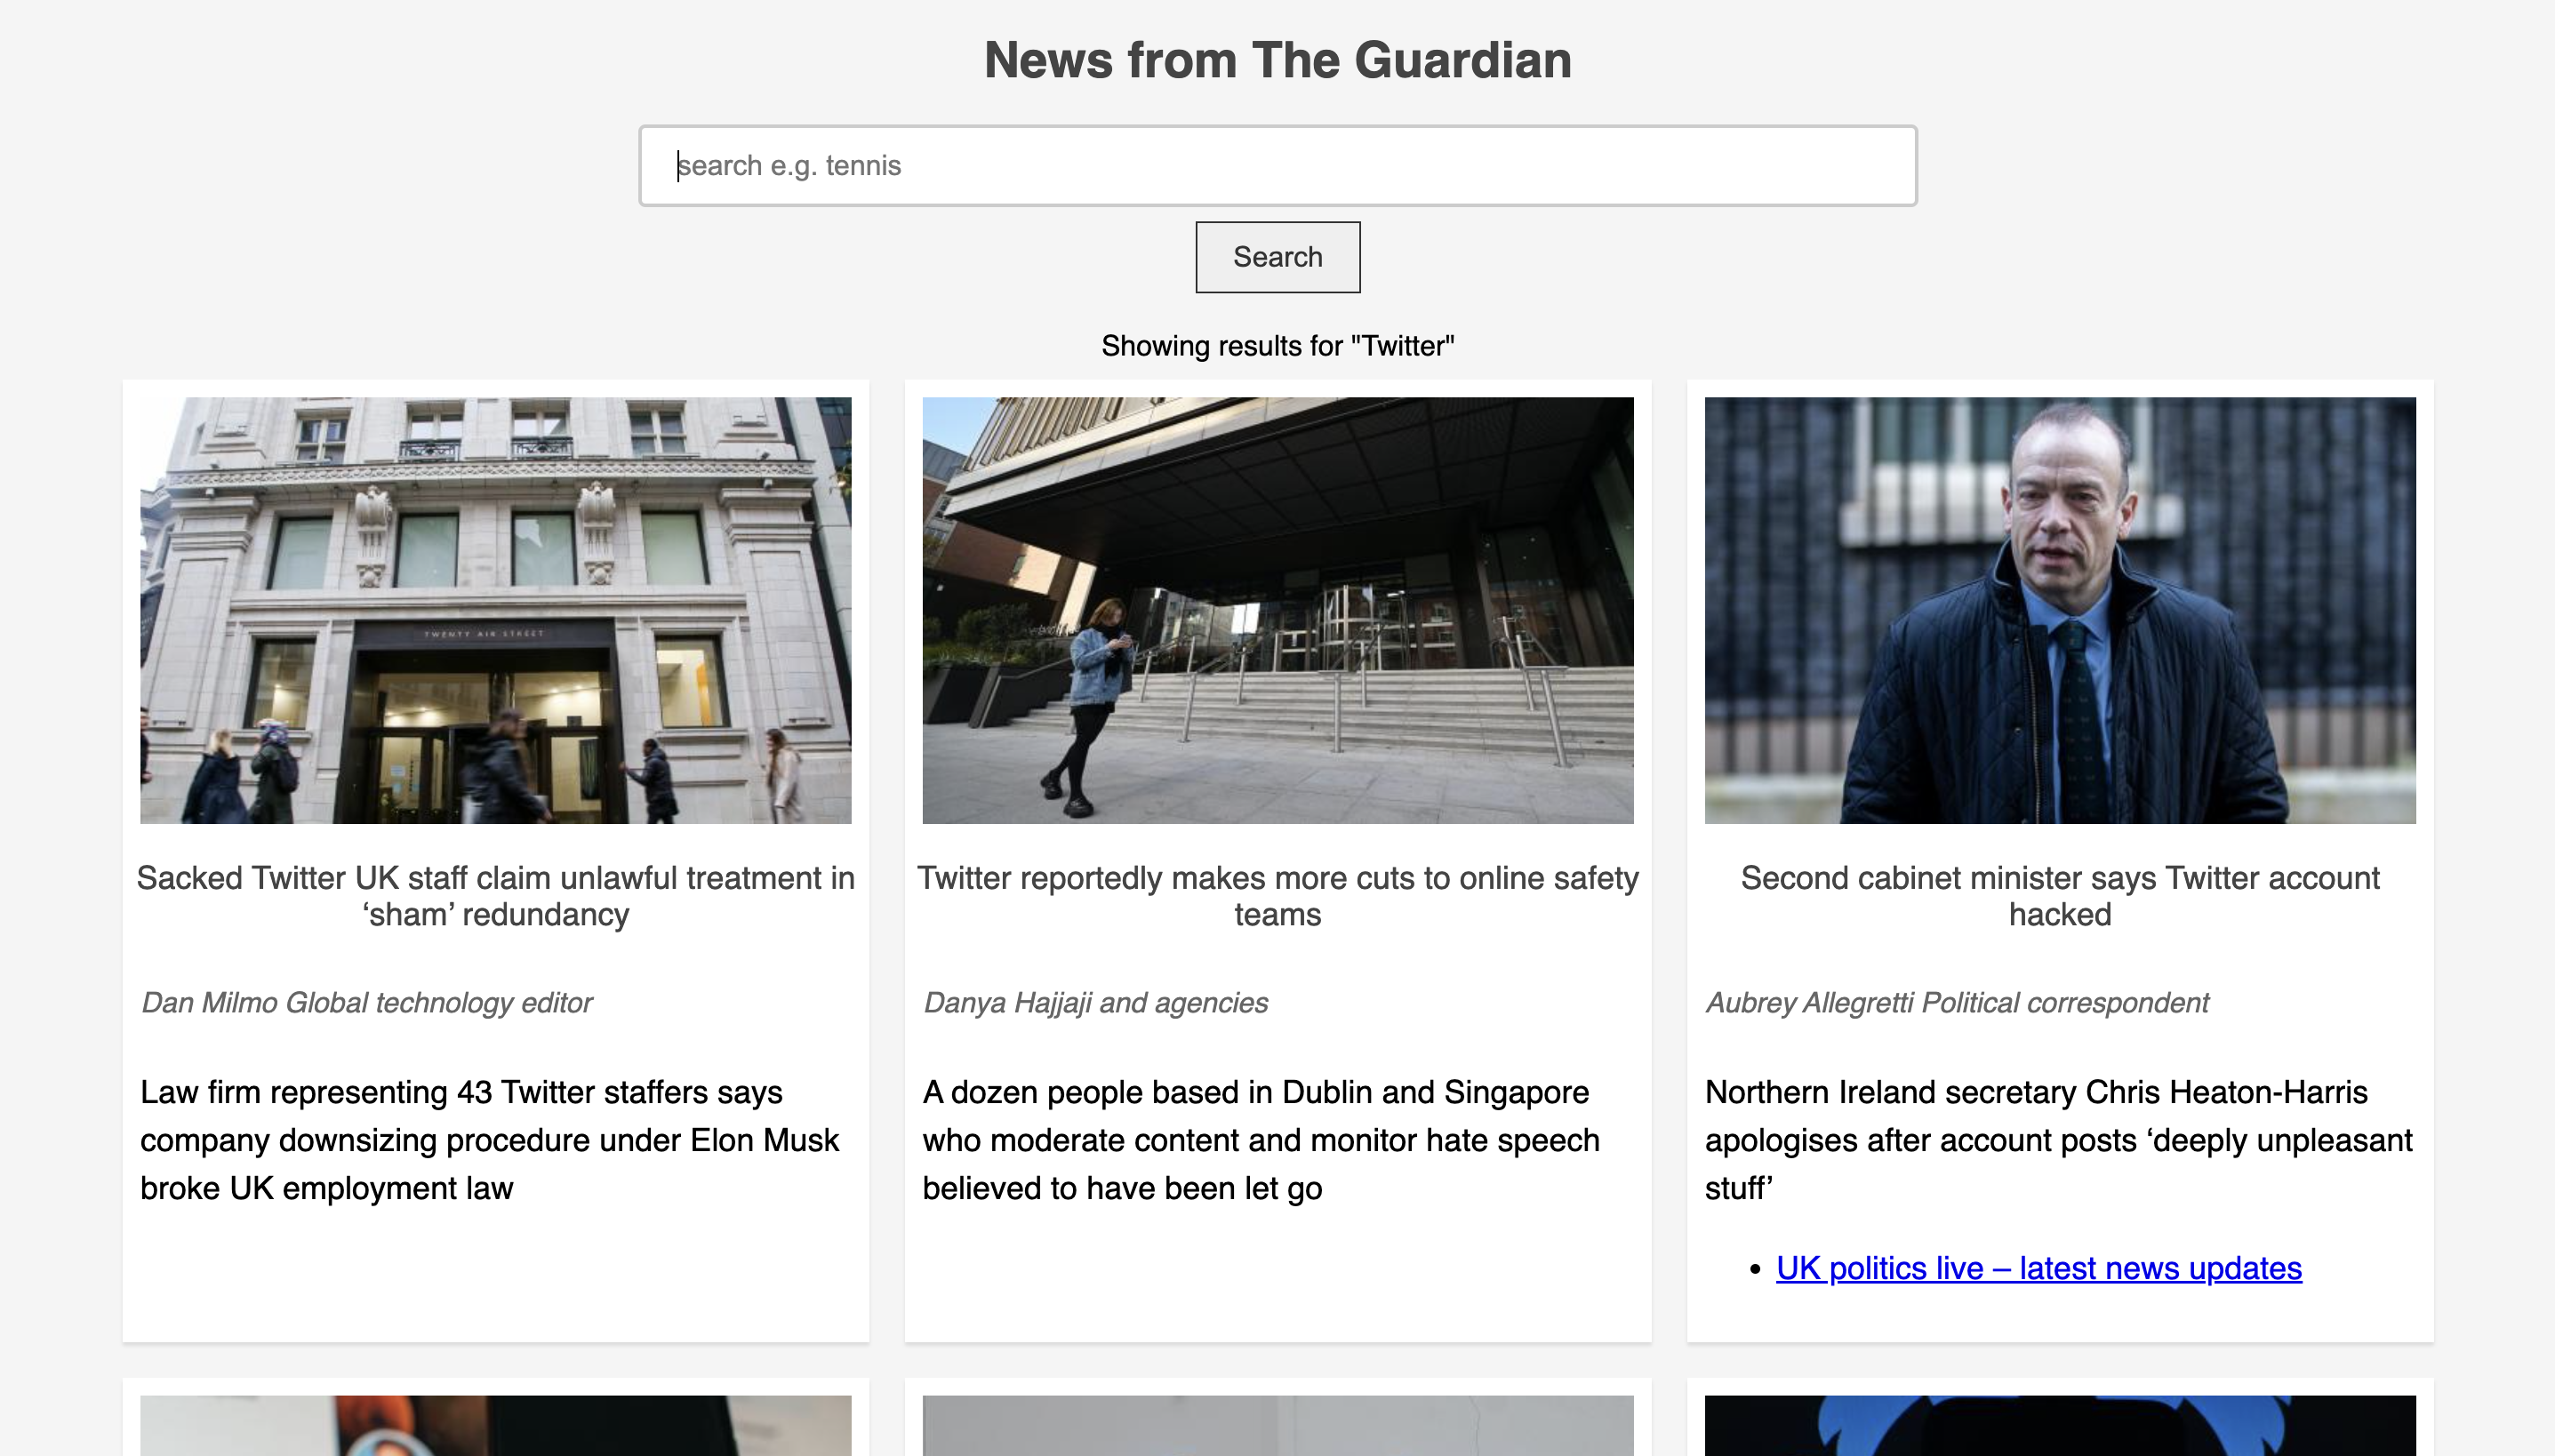 News from The Guardian
search e.g. tennis
Search
Showing results for "Twitter"
TWENTY AIR STREET
Sacked Twitter UK staff claim unlawful treatment in
‘sham’ redundancy
Dan Milmo Global technology editor
Law firm representing 43 Twitter staffers says
company downsizing procedure under Elon Musk
broke UK employment law
Twitter reportedly makes more cuts to online safety
teams
Danya Hajjaji and agencies
A dozen people based in Dublin and Singapore
who moderate content and monitor hate speech
believed to have been let go
Second cabinet minister says Twitter account
hacked
Aubrey Allegretti Political correspondent
Northern Ireland secretary Chris Heaton-Harris
apologises after account posts ‘deeply unpleasant
stuff’
• UK politics live – latest news updates